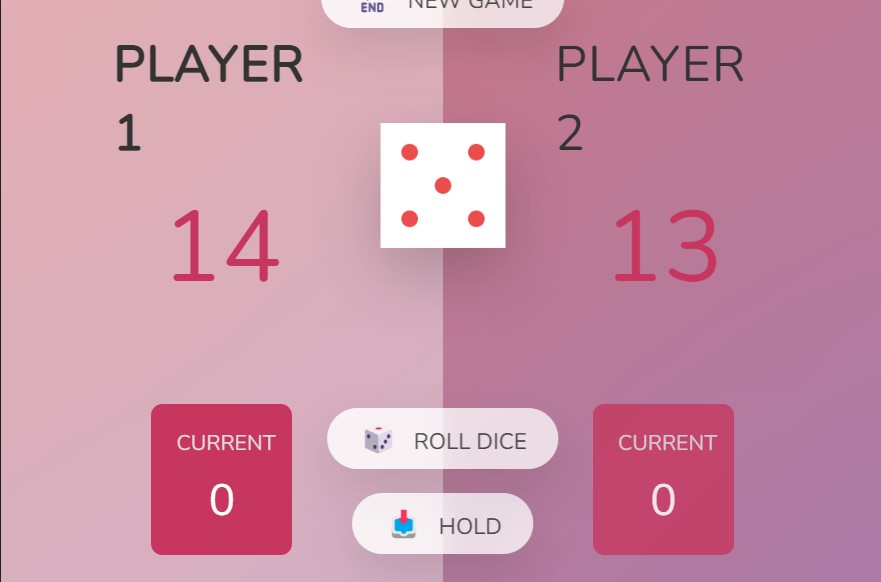 END
NEW GAME
PLAYER
1
14
CURRENT
0
PLAYER
2
13
CURRENT
0
ROLL DICE
HOLD